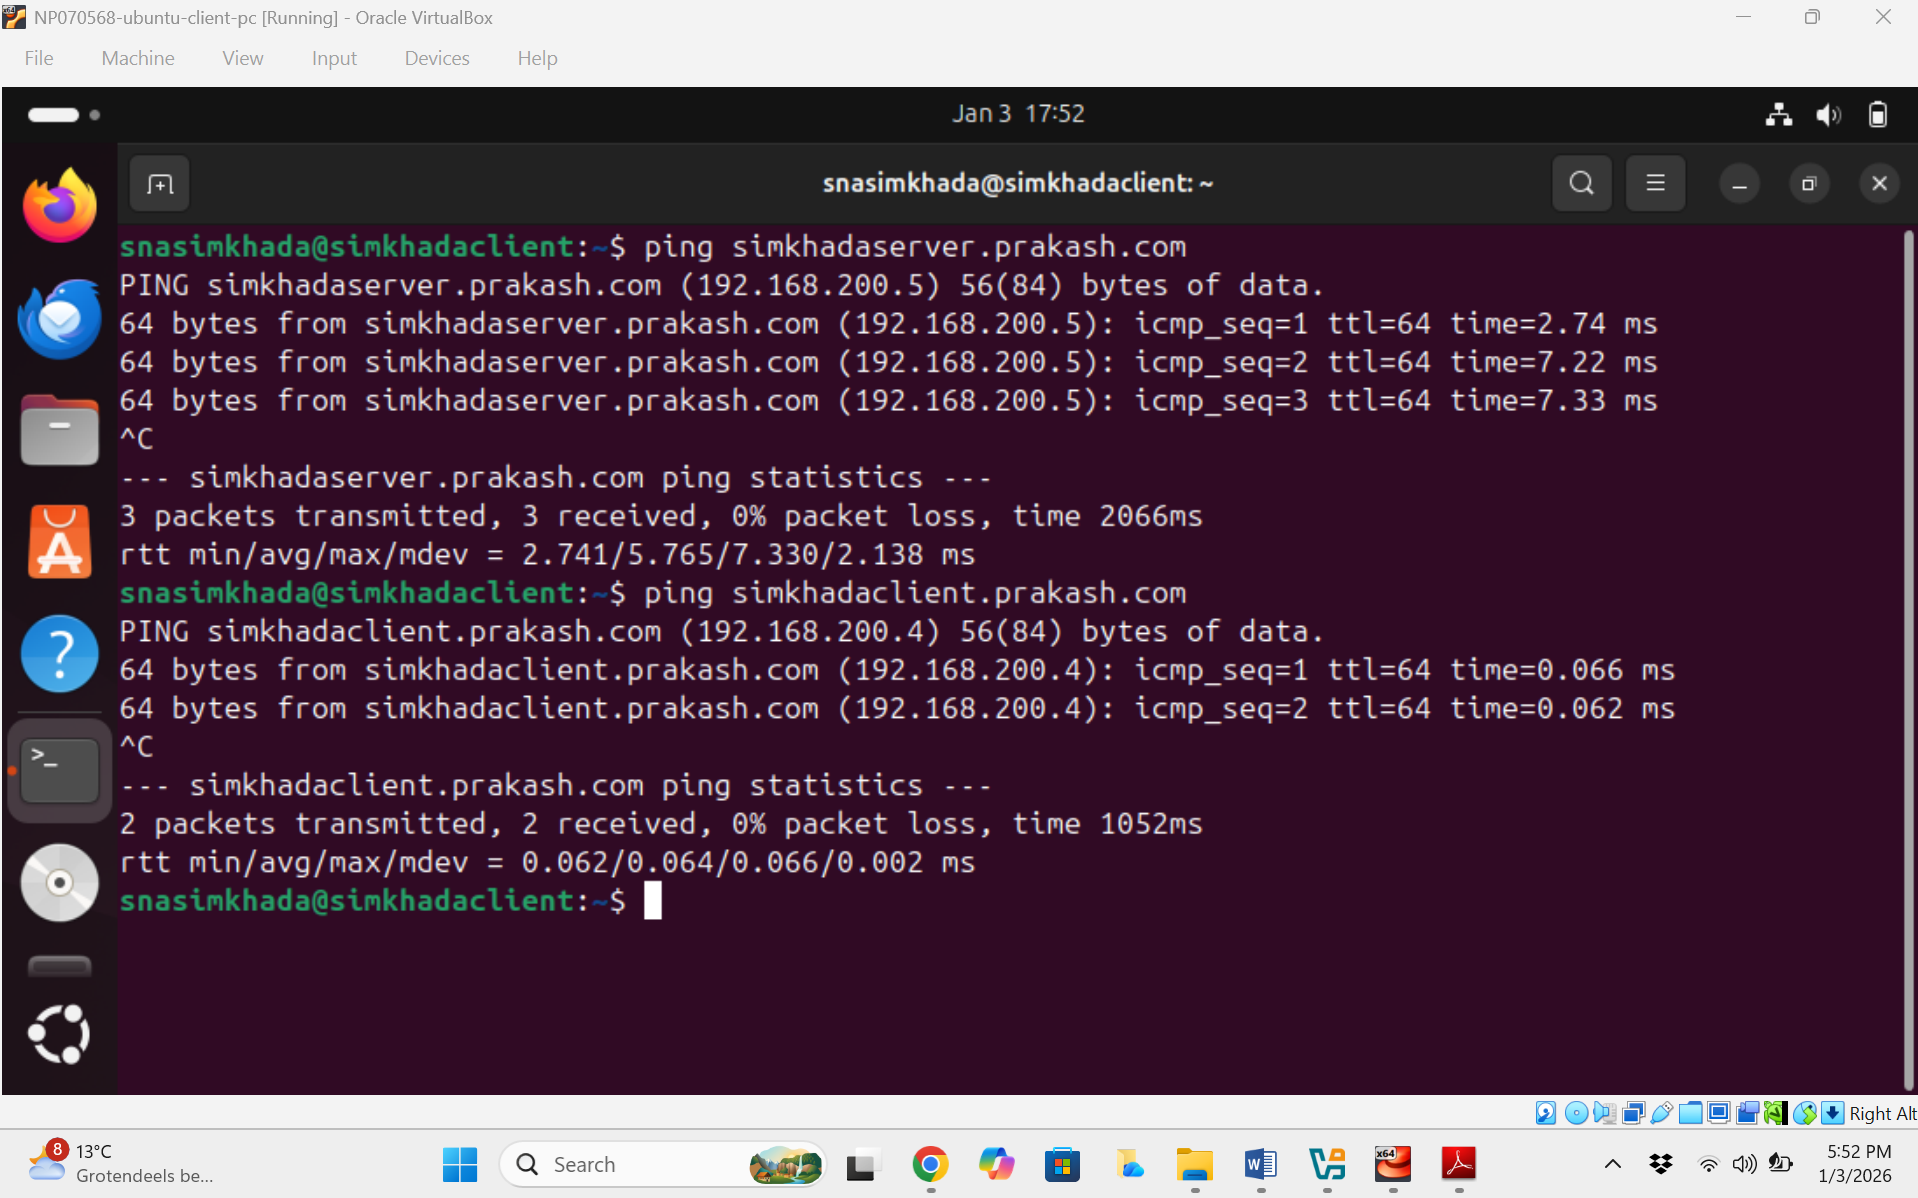 NP070568-ubuntu-client-pc [Running] - Oracle VirtualBox
File Machine View Input Devices Help
Jan 3 17:52
snasimkhada@simkhadaclient: ~
snasimkhada@simkhadaclient:~$ ping simkhadaserver.prakash.com
PING simkhadaserver.prakash.com (192.168.200.5) 56(84) bytes of data.
64 bytes from simkhadaserver.prakash.com (192.168.200.5): icmp_seq=1 ttl=64 time=2.74 ms
64 bytes from simkhadaserver.prakash.com (192.168.200.5): icmp_seq=2 ttl=64 time=7.22 ms
64 bytes from simkhadaserver.prakash.com (192.168.200.5): icmp_seq=3 ttl=64 time=7.33 ms
^C
--- simkhadaserver.prakash.com ping statistics ---
3 packets transmitted, 3 received, 0% packet loss, time 2066ms
rtt min/avg/max/mdev = 2.741/5.765/7.330/2.138 ms
snasimkhada@simkhadaclient:~$ ping simkhadaclient.prakash.com
PING simkhadaclient.prakash.com (192.168.200.4) 56(84) bytes of data.
64 bytes from simkhadaclient.prakash.com (192.168.200.4): icmp_seq=1 ttl=64 time=0.066 ms
64 bytes from simkhadaclient.prakash.com (192.168.200.4): icmp_seq=2 ttl=64 time=0.062 ms
^C
--- simkhadaclient.prakash.com ping statistics ---
2 packets transmitted, 2 received, 0% packet loss, time 1052ms
rtt min/avg/max/mdev = 0.062/0.064/0.066/0.002 ms
snasimkhada@simkhadaclient:~$
Right Alt
8
13°C
Grotendeels be...
Search
x64
5:52 PM
1/3/2026